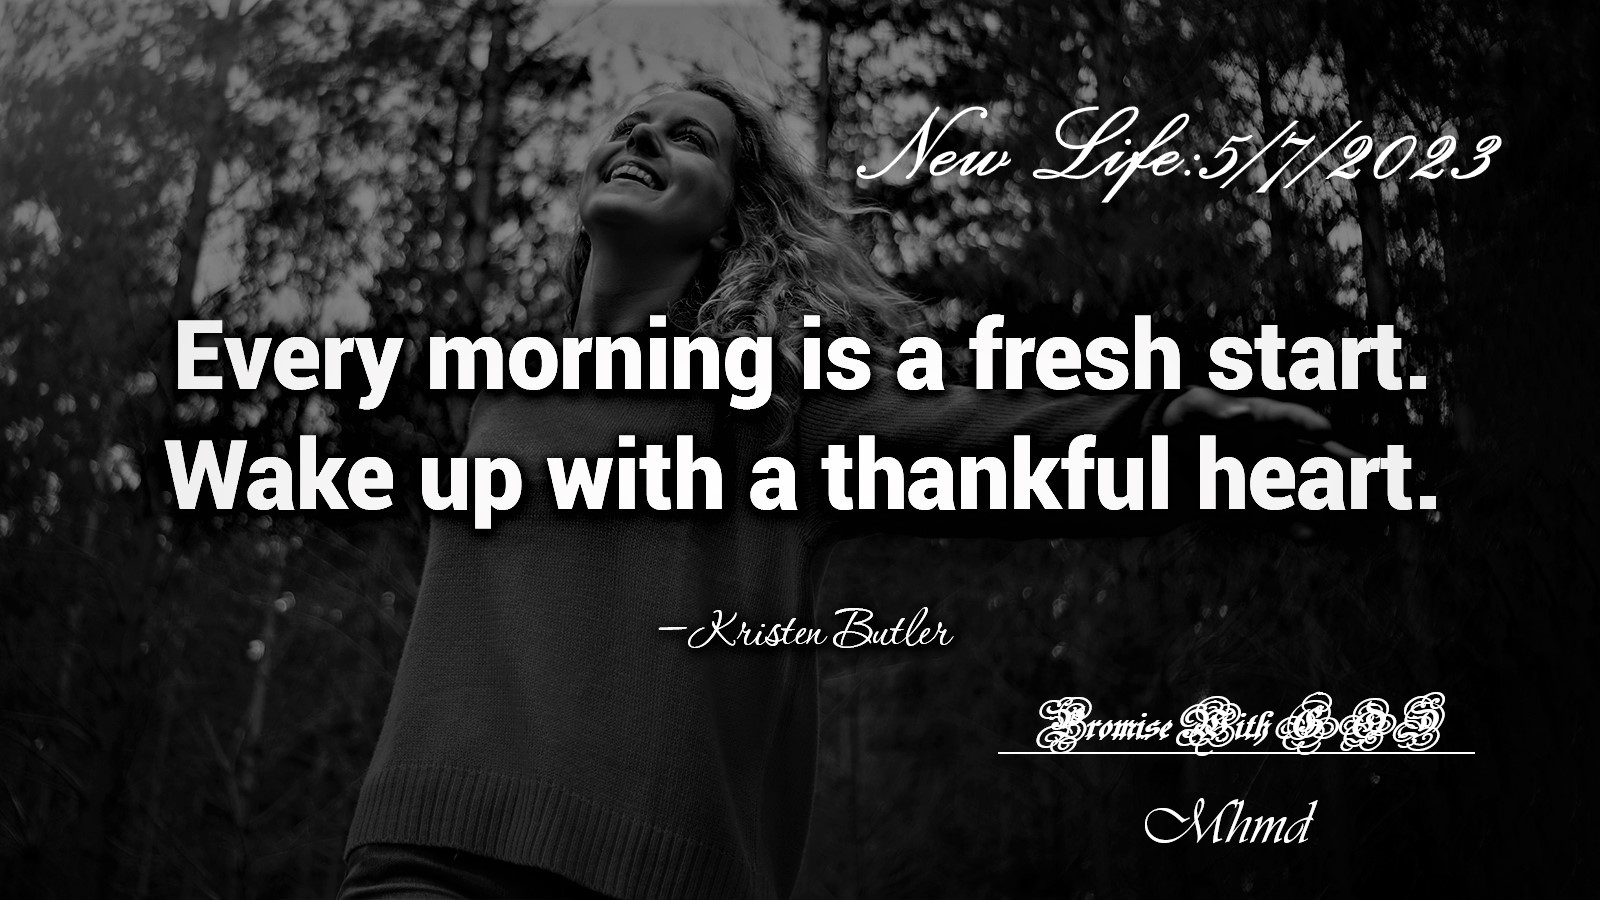 New Life:5/7/2023
Every morning is a fresh start.
Wake up with a thankful heart.
—Kristen Butler
Promise With GOD
Mhmd